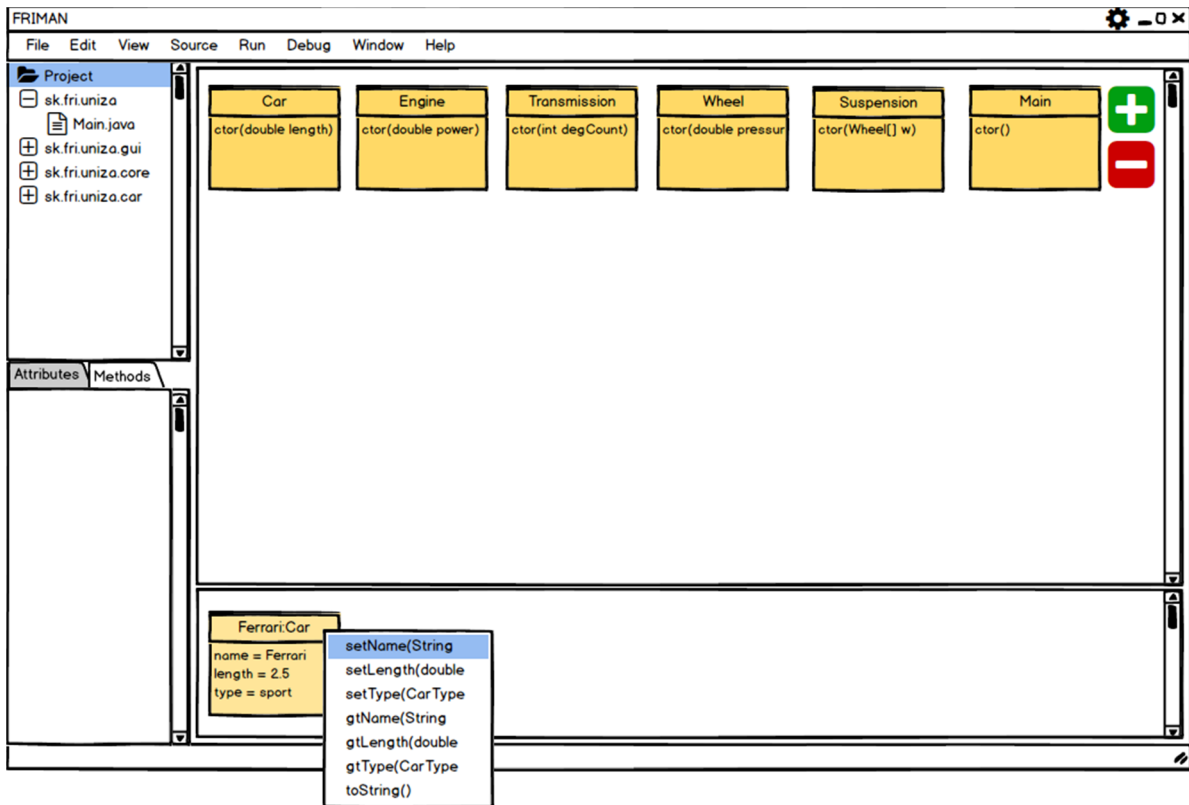 FRIMAN
File Edit View Source Run Debug Window Help
Project
sk.fri.uniza
Main.java
sk.fri.uniza.gui
sk.fri.uniza.core
sk.fri.uniza.car
Attributes Methods
Car
ctor(double length)
Engine
ctor(double power)
Transmission
ctor(int degCount)
Wheel
ctor(double pressur
Suspension
ctor(Wheel[] w)
Main
ctor()
Ferrari:Car
name = Ferrari
length = 2.5
type = sport
setName(String
setLength(double
setType(CarType
gtName(String
gtLength(double
gtType(CarType
toString()